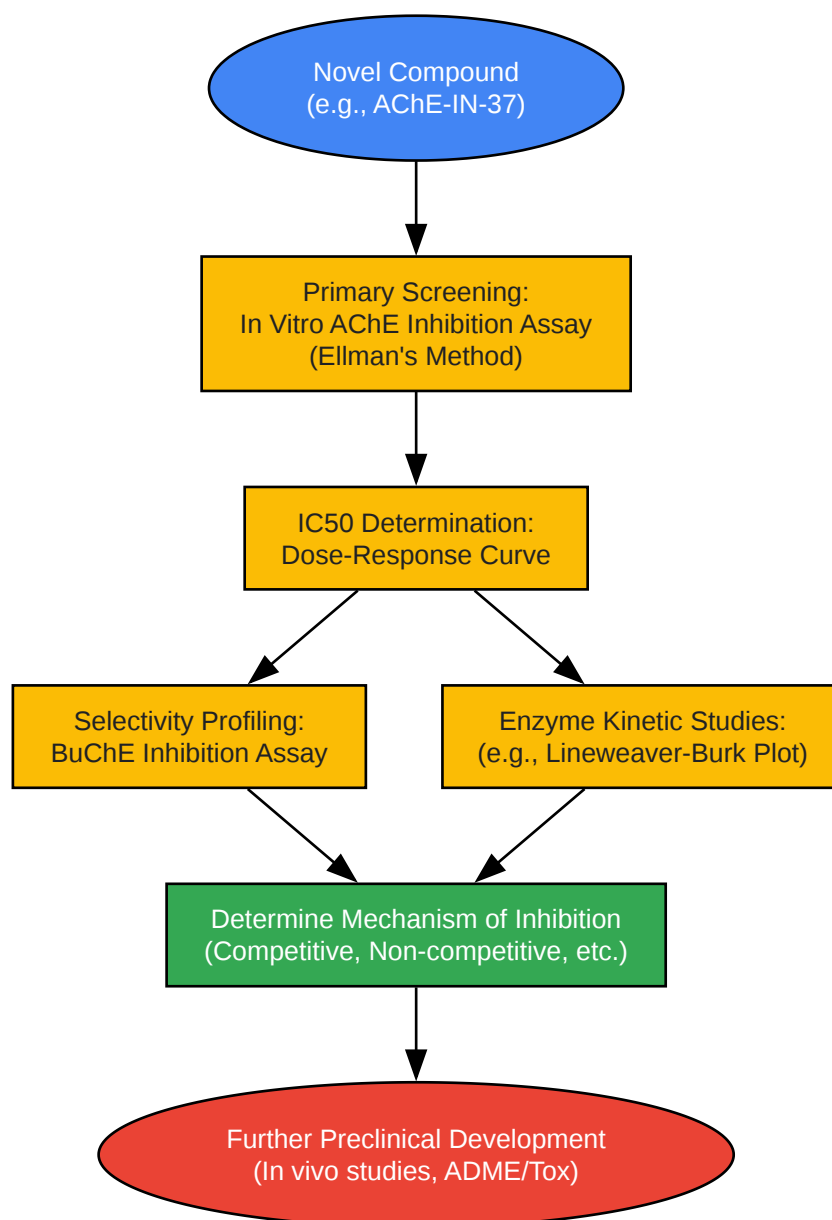 Novel Compound
(e.g., AChE-IN-37)
Primary Screening:
In Vitro AChE Inhibition Assay
(Ellman's Method)
IC50 Determination:
Dose-Response Curve
Selectivity Profiling:
BuChE Inhibition Assay
Enzyme Kinetic Studies:
(e.g., Lineweaver-Burk Plot)
Determine Mechanism of Inhibition
(Competitive, Non-competitive, etc.)
Further Preclinical Development
(In vivo studies, ADME/Tox)